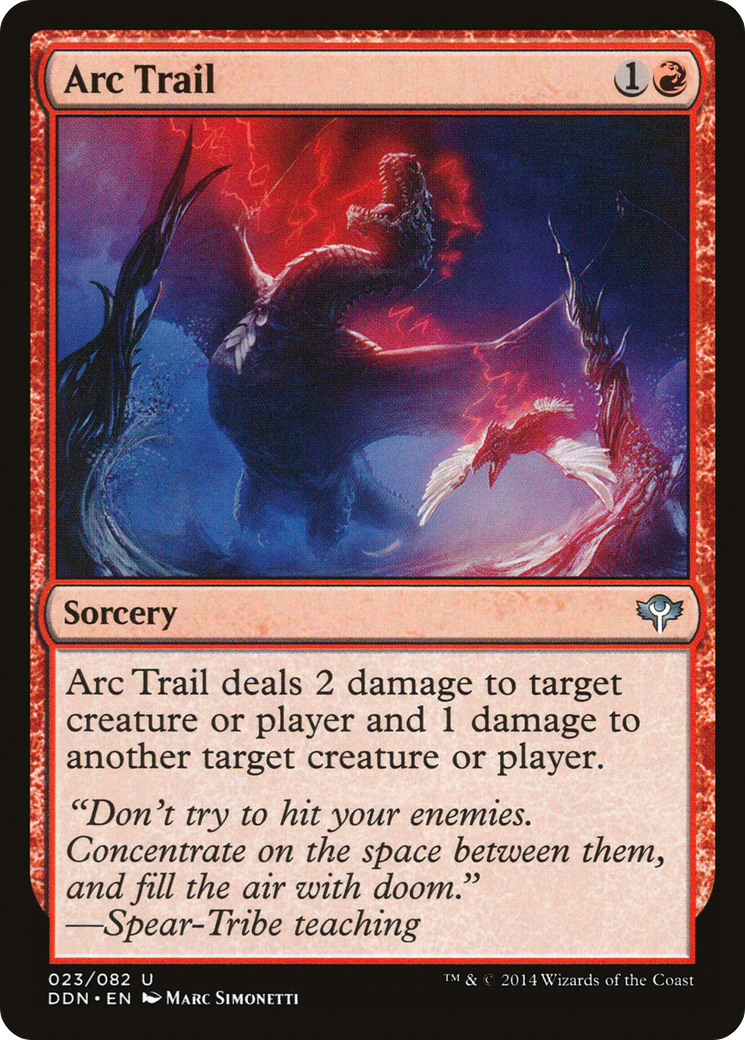 Arc Trail
1
Sorcery
Arc Trail deals 2 damage to target
creature or player and 1 damage to
another target creature or player.
“Don’t try to hit your enemies.
Concentrate on the space between them,
and fill the air with doom.”
—Spear-Tribe teaching
023/082 U
DDN • EN Marc Simonetti
™ & © 2014 Wizards of the Coast